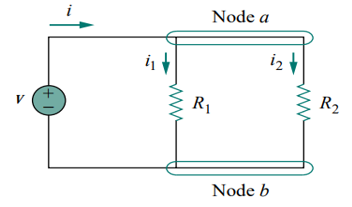 i
Node a
i₁
i₂
V
+
−
R₁
R₂
Node b